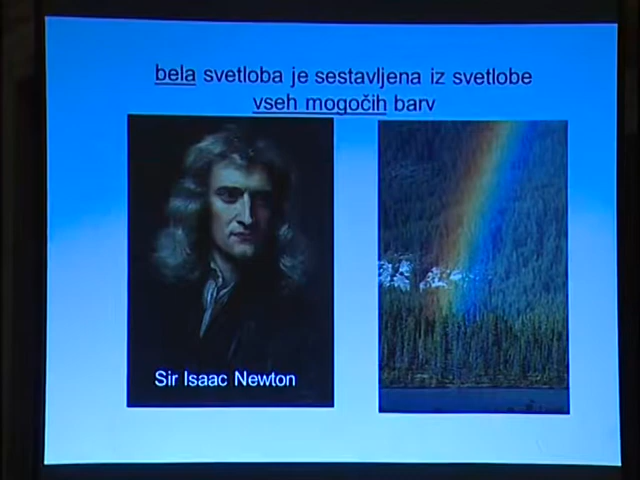 bela svetloba je sestavljena iz svetlobe
vseh mogočih barv
Sir Isaac Newton